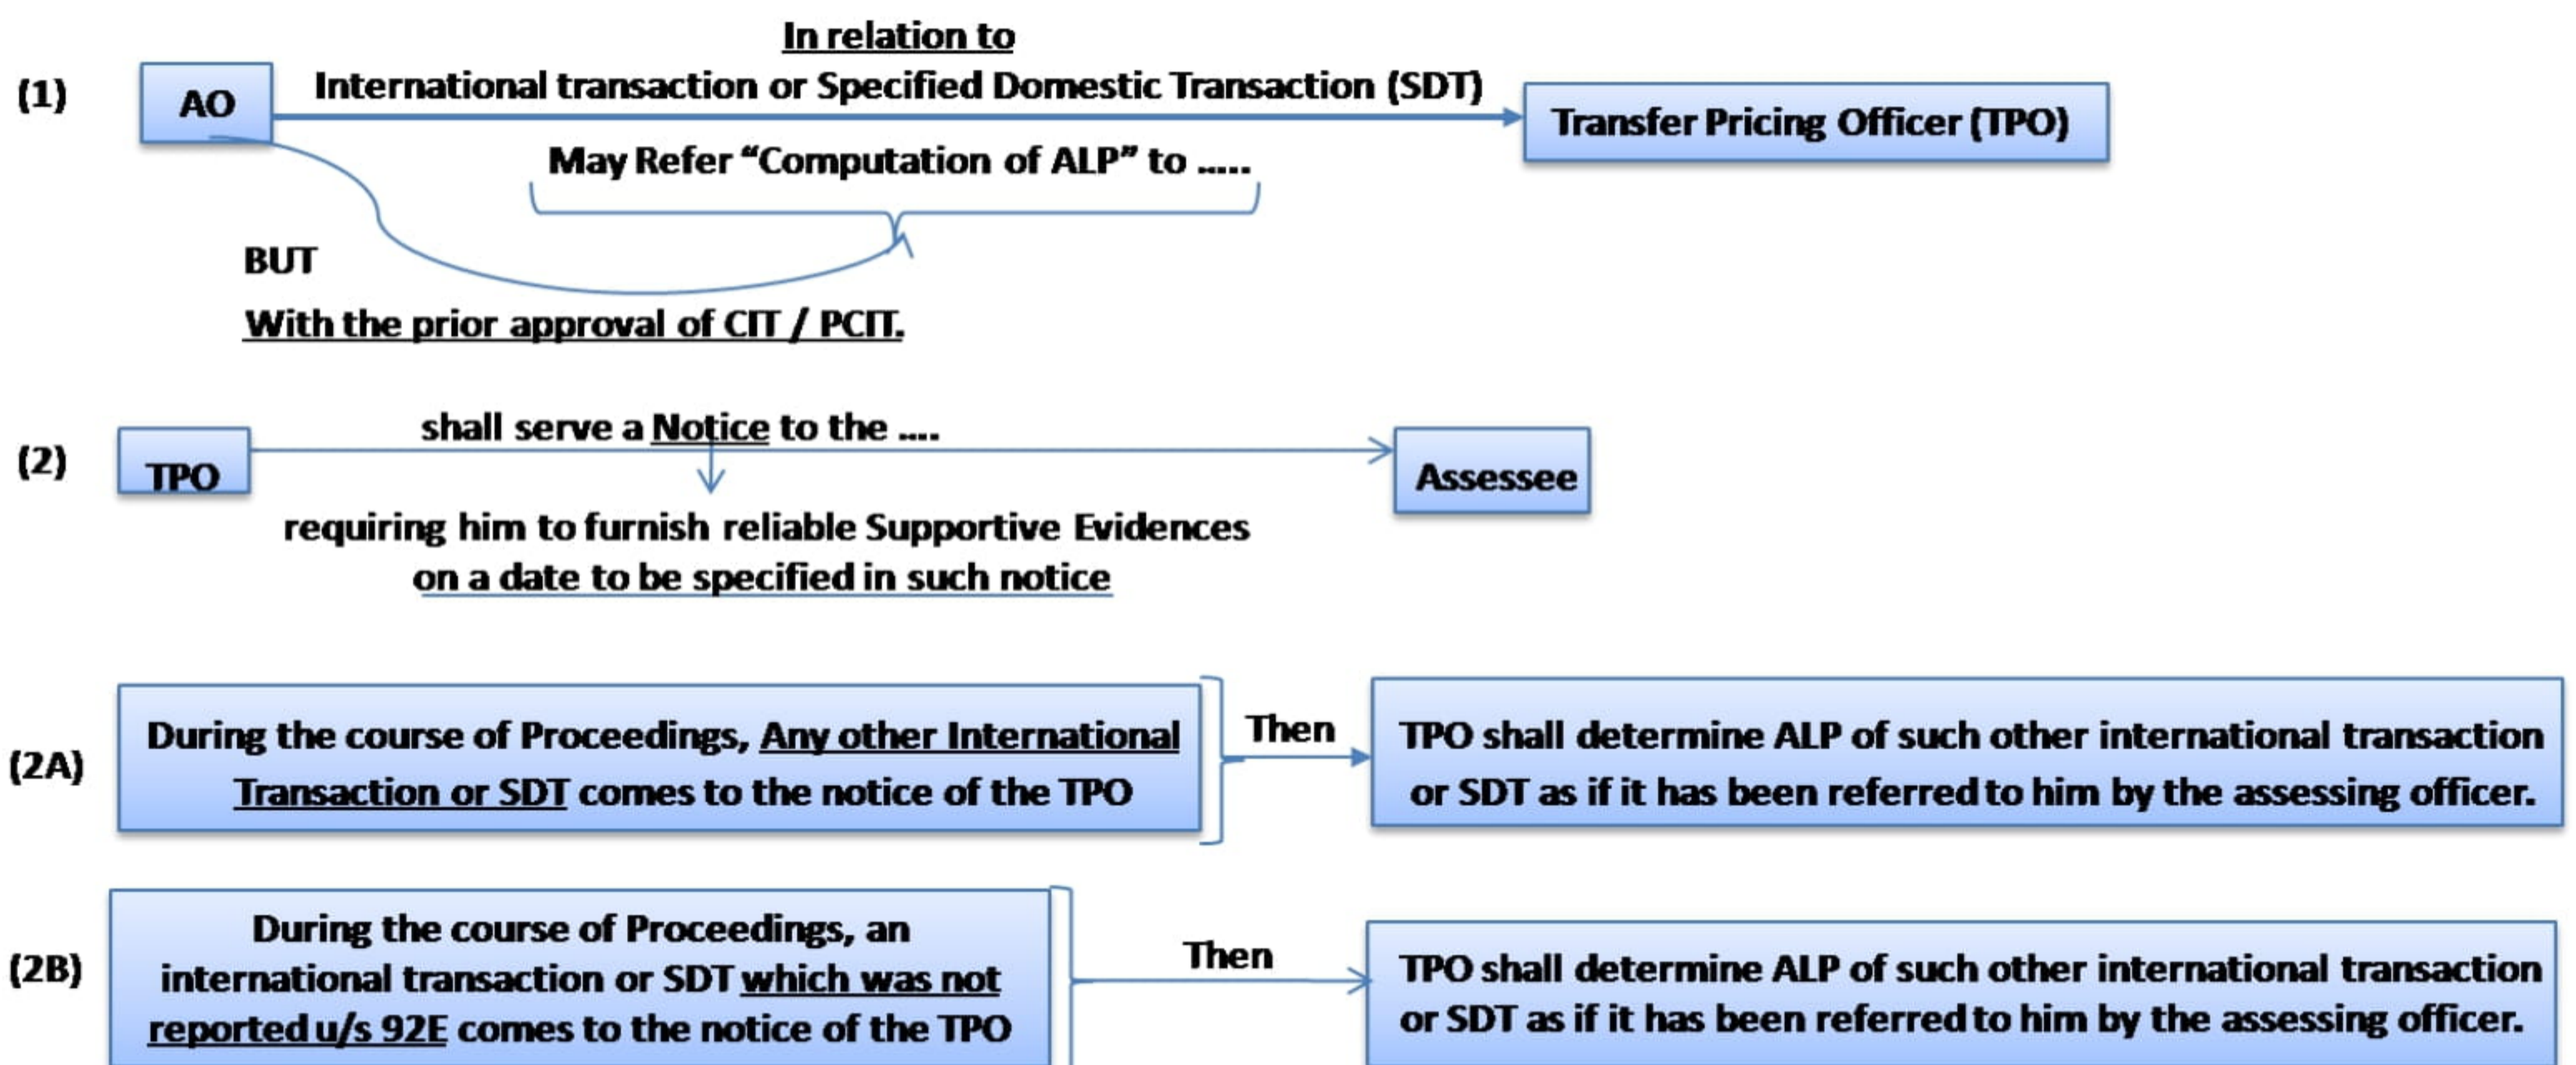 In relation to
(1)
AO
International transaction or Specified Domestic Transaction (SDT)
Transfer Pricing Officer (TPO)
May Refer “Computation of ALP” to .....
BUT
With the prior approval of CIT / PCIT.
(2)
TPO
shall serve a Notice to the ....
Assessee
requiring him to furnish reliable Supportive Evidences
on a date to be specified in such notice
(2A)
During the course of Proceedings, Any other International
Transaction or SDT comes to the notice of the TPO
Then
TPO shall determine ALP of such other international transaction
or SDT as if it has been referred to him by the assessing officer.
(2B)
During the course of Proceedings, an
international transaction or SDT which was not
reported u/s 92E comes to the notice of the TPO
Then
TPO shall determine ALP of such other international transaction
or SDT as if it has been referred to him by the assessing officer.